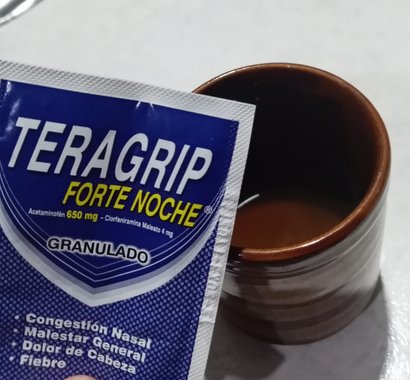 TERAGRIP
FORTE NOCHE®
Acetaminofén 650 mg - Clorfeniramina Maleato 4 mg
GRANULADO
• Congestión Nasal
• Malestar General
• Dolor de Cabeza
• Fiebre